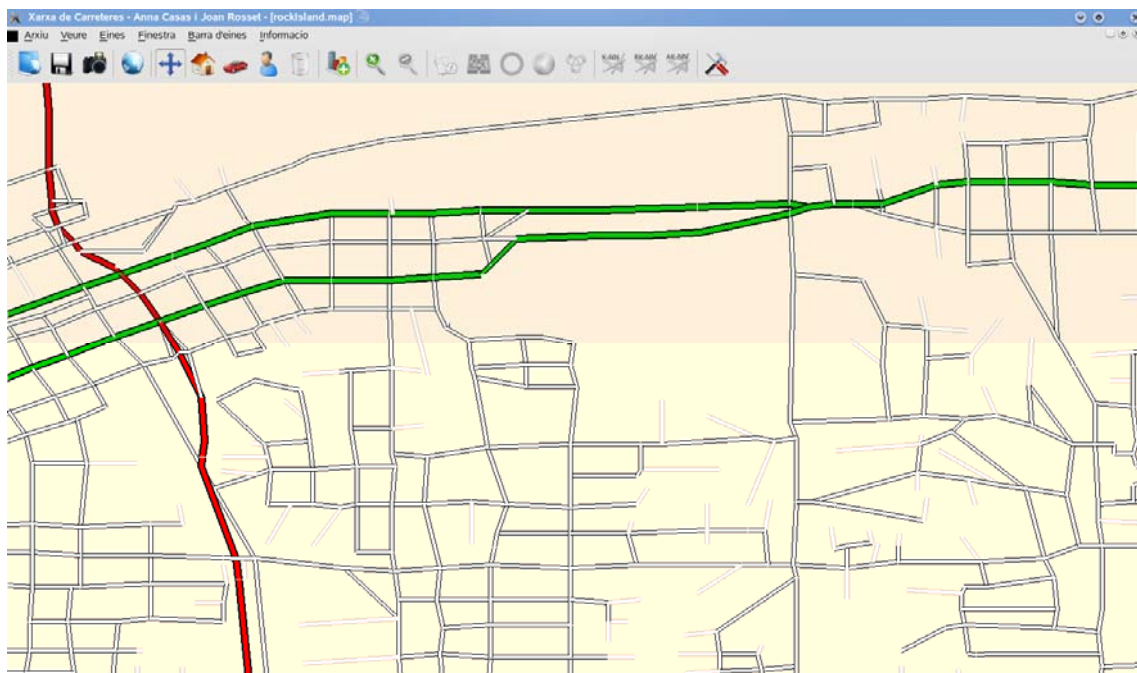 Xarxa de Carreteres - Anna Casas i Joan Rosset - [rockIsland.map]
Arxiu Veure Eines Finestra Barra d'eines Informacio